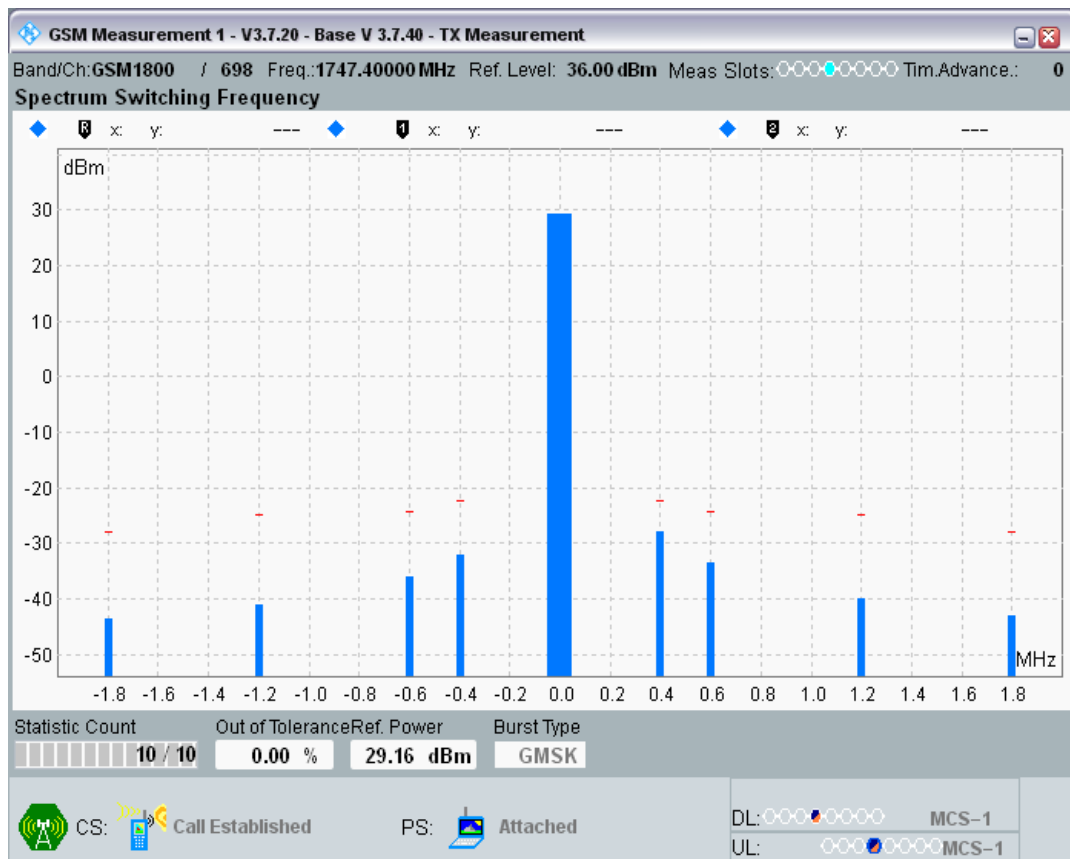 GSM Measurement 1 - V3.7.20 - Base V 3.7.40 - TX Measurement
Band/Ch:GSM1800 / 698 Freq.:1747.40000 MHz Ref. Level: 36.00 dBm Meas Slots: Tim.Advance.: 0
Spectrum Switching Frequency
R x: y: --- 1 x: y: --- 2 x: y: ---
dBm
30
20
10
0
-10
-20
-30
-40
-50
MHz
-1.8 -1.6 -1.4 -1.2 -1.0 -0.8 -0.6 -0.4 -0.2 0.0 0.2 0.4 0.6 0.8 1.0 1.2 1.4 1.6 1.8
Statistic Count Out of Tolerance Ref. Power Burst Type
10 / 10 0.00 % 29.16 dBm GMSK
CS: Call Established PS: Attached DL: MCS-1
UL: MCS-1